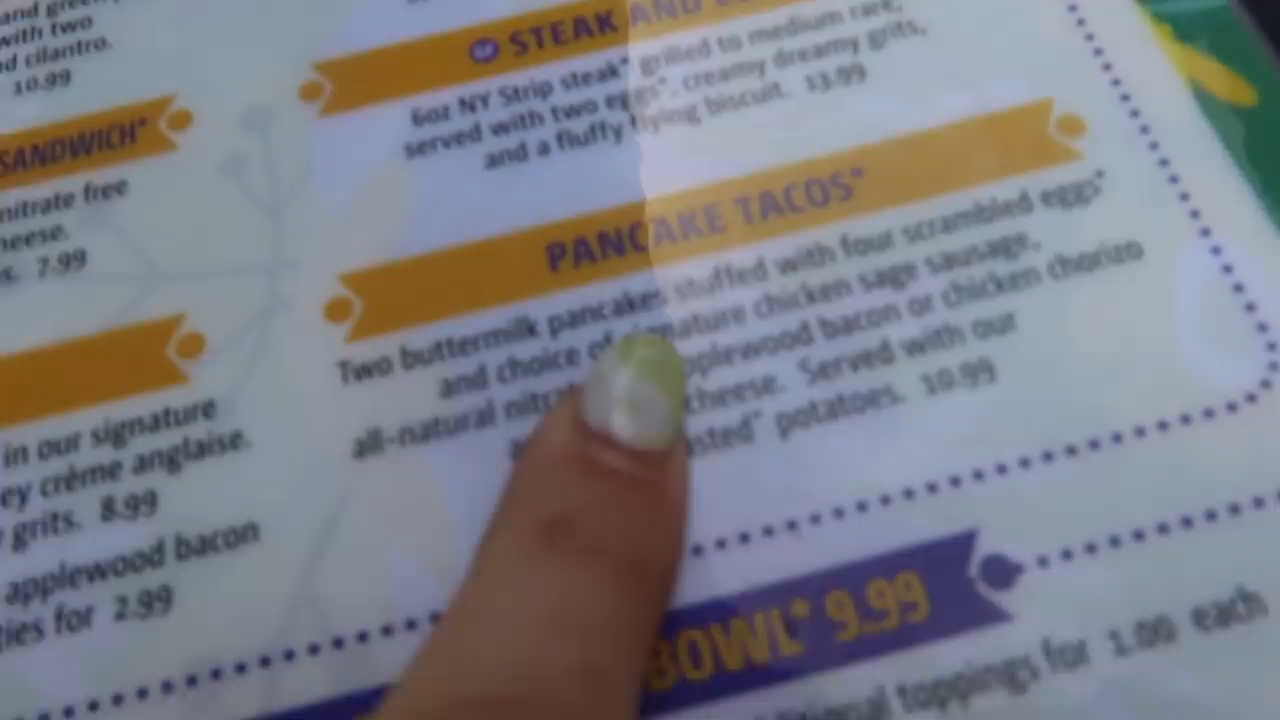 and green
with two
cilantro.
10.99
SANDWICH*
nitrate free
s. 7.99
in our signature
crème anglaise.
grits. 8.99
applewood bacon
for 2.99
STEAK AND
6oz NY Strip steak* grilled to medium rare,
served with two eggs*, creamy dreamy grits,
and a fluffy flying biscuit. 13.99
PANCAKE TACOS*
Two buttermilk pancakes stuffed with four scrambled eggs*
and choice of signature chicken sage sausage,
all-natural nitrate applewood bacon or chicken chorizo
cheese. Served with our
potatoes. 10.99
BOWL* 9.99
toppings for 1.00 each